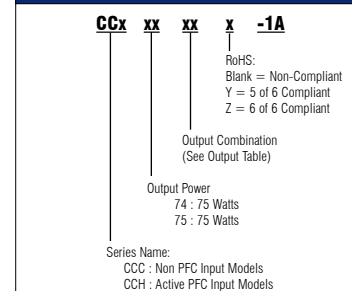 CCx xx xx x -1A
RoHS:
Blank = Non-Compliant
Y = 5 of 6 Compliant
Z = 6 of 6 Compliant
Output Combination
(See Output Table)
Output Power
74 : 75 Watts
75 : 75 Watts
Series Name:
CCC : Non PFC Input Models
CCH : Active PFC Input Models